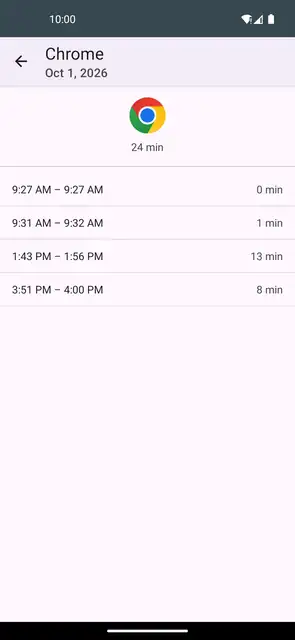 10:00
Chrome
Oct 1, 2026
24 min
9:27 AM – 9:27 AM 0 min
9:31 AM – 9:32 AM 1 min
1:43 PM – 1:56 PM 13 min
3:51 PM – 4:00 PM 8 min